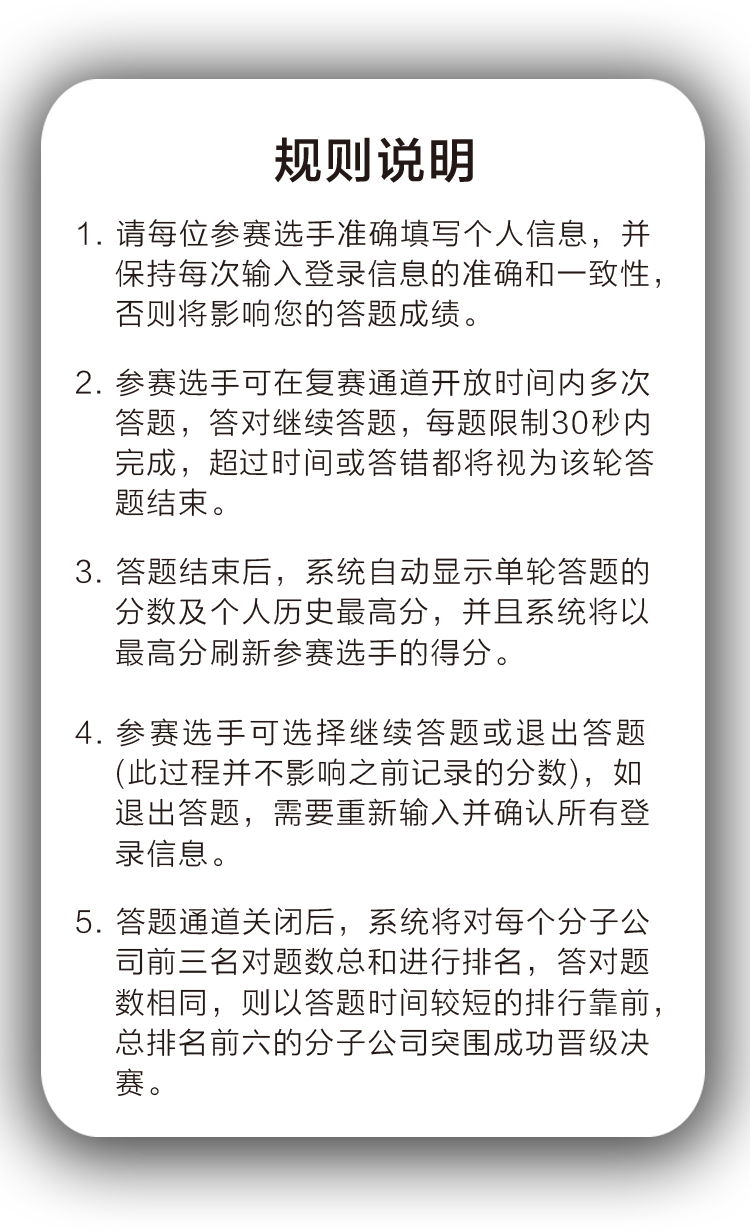 规则说明
1. 请每位参赛选手准确填写个人信息，并
保持每次输入登录信息的准确和一致性，
否则将影响您的答题成绩。
2. 参赛选手可在复赛通道开放时间内多次
答题，答对继续答题，每题限制30秒内
完成，超过时间或答错都将视为该轮答
题结束。
3. 答题结束后，系统自动显示单轮答题的
分数及个人历史最高分，并且系统将以
最高分刷新参赛选手的得分。
4. 参赛选手可选择继续答题或退出答题
(此过程并不影响之前记录的分数)，如
退出答题，需要重新输入并确认所有登
录信息。
5. 答题通道关闭后，系统将对每个分子公
司前三名对题数总和进行排名，答对题
数相同，则以答题时间较短的排行靠前，
总排名前六的分子公司突围成功晋级决
赛。